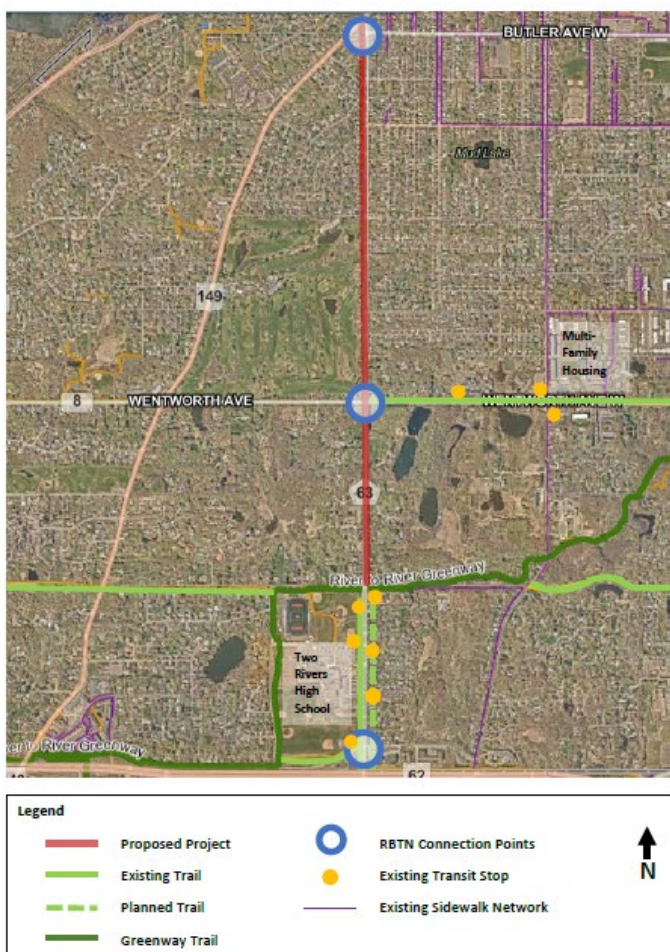 BUTLER AVE W
Mud Lake
149
Multi-
Family
Housing
8
WENTWORTH AVE
WENTWORTH AVE W
63
River to River Greenway
Two
Rivers
High
School
River to River Greenway
62
Legend
Proposed Project
RBTN Connection Points
Existing Trail
Existing Transit Stop
Planned Trail
Existing Sidewalk Network
Greenway Trail
N